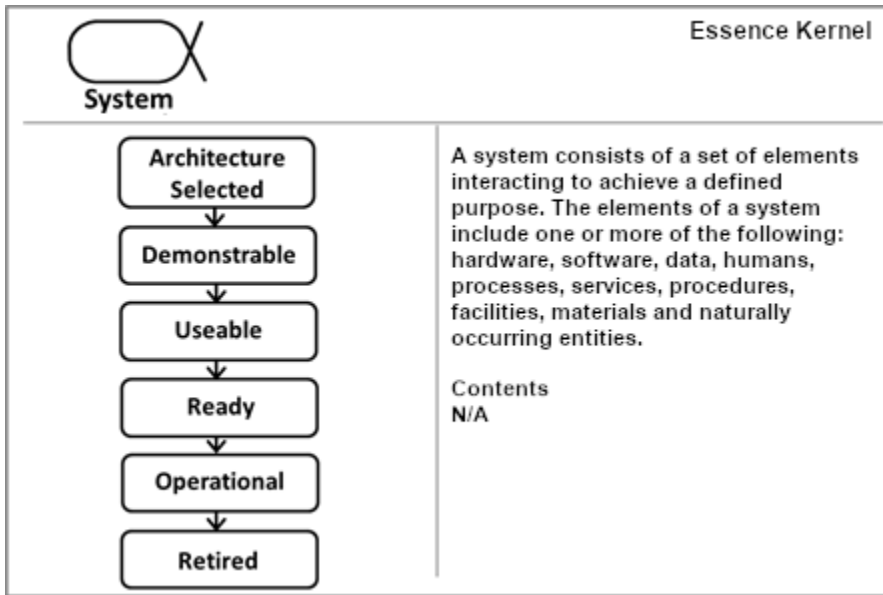 Essence Kernel
System
Architecture
Selected
Demonstrable
Useable
Ready
Operational
Retired
A system consists of a set of elements
interacting to achieve a defined
purpose. The elements of a system
include one or more of the following:
hardware, software, data, humans,
processes, services, procedures,
facilities, materials and naturally
occurring entities.
Contents
N/A